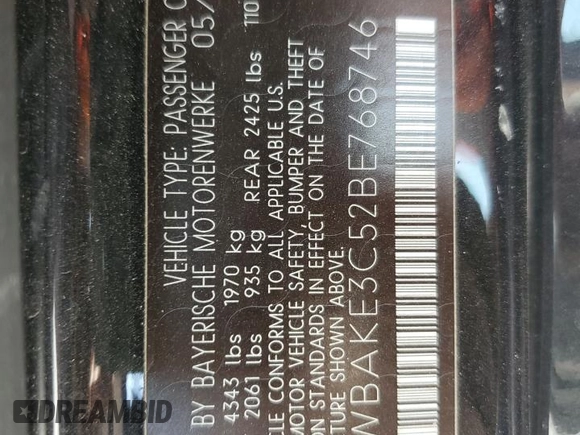 VEHICLE TYPE: PASSENGER C
BY BAYERISCHE MOTORENWERKE 05/
4343 lbs 1970 kg
2061 lbs 935 kg REAR 2425 lbs 110
CLE CONFORMS TO ALL APPLICABLE U.S.
MOTOR VEHICLE SAFETY, BUMPER AND THEFT
ON STANDARDS IN EFFECT ON THE DATE OF
TURE SHOWN ABOVE.
WBAKE3C52BE768746
DREAMBID